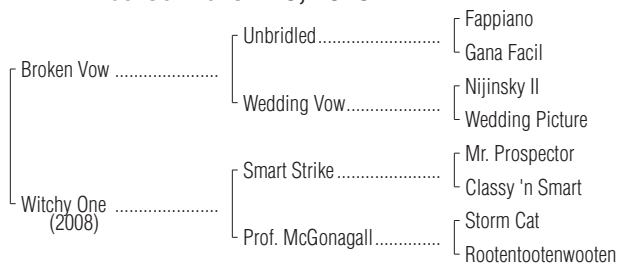 Unbridled........................... Fappiano
Gana Facil
Broken Vow ......................
Wedding Vow..................... Nijinsky II
Wedding Picture
Smart Strike ...................... Mr. Prospector
Classy 'n Smart
Witchy One ......................
(2008)
Prof. McGonagall.............. Storm Cat
Rootentootenwooten